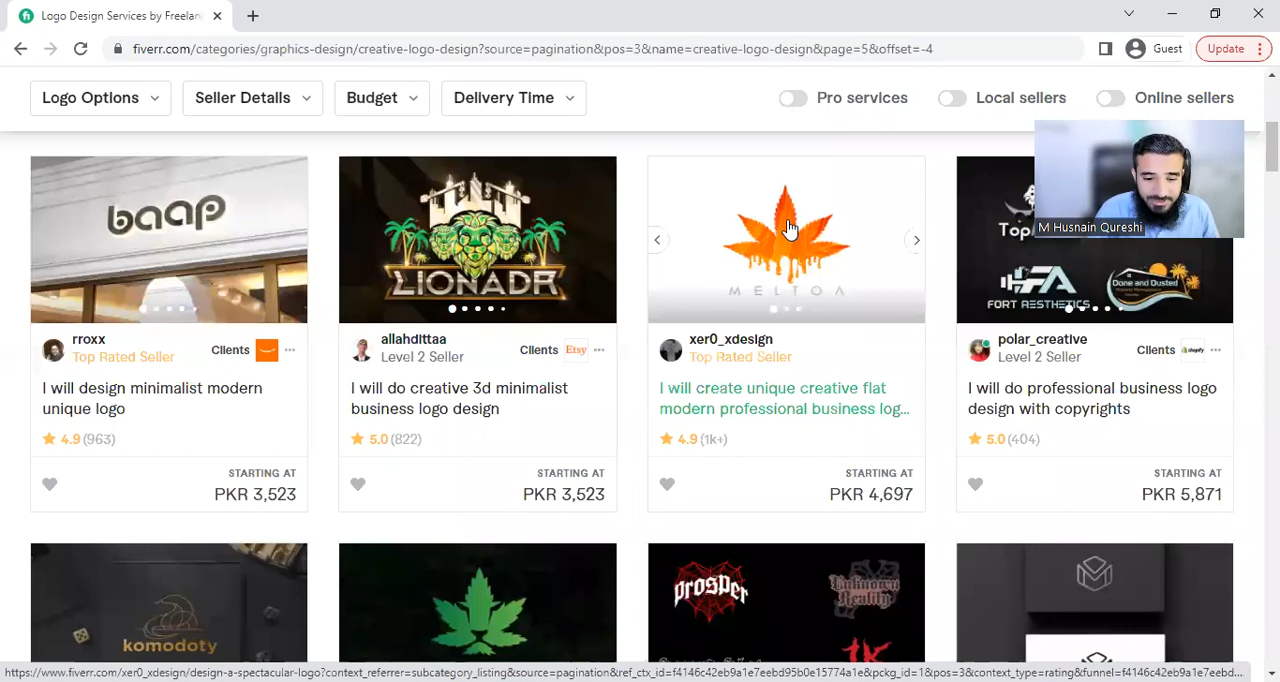 Logo Design Services by Freelan
fiverr.com/categories/graphics-design/creative-logo-design?source=pagination&pos=3&name=creative-logo-design&page=5&offset=-4
Guest
Update
Logo Options
Seller Details
Budget
Delivery Time
Pro services
Local sellers
Online sellers
baap
LIONADA
MELTOA
Top
FORT AESTHETICS
Done and Dusted
M Husnain Qureshi
rroxx
Top Rated Seller
Clients
I will design minimalist modern
unique logo
4.9 (963)
STARTING AT
PKR 3,523
allahdittaa
Level 2 Seller
Clients
Etsy
I will do creative 3d minimalist
business logo design
5.0 (822)
STARTING AT
PKR 3,523
xer0_xdesign
Top Rated Seller
I will create unique creative flat
modern professional business log...
4.9 (1k+)
STARTING AT
PKR 4,697
polar_creative
Level 2 Seller
Clients
shopify
I will do professional business logo
design with copyrights
5.0 (404)
STARTING AT
PKR 5,871
komodoty
prosper
Unknown
Reality
https://www.fiverr.com/xer0_xdesign/design-a-spectacular-logo?context_referrer=subcategory_listing&source=pagination&ref_ctx_id=f4146c42eb9a1e7eebd95b0e15774a1e&pckg_id=1&pos=3&context_type=rating&funnel=f4146c42eb9a1e7eebd...